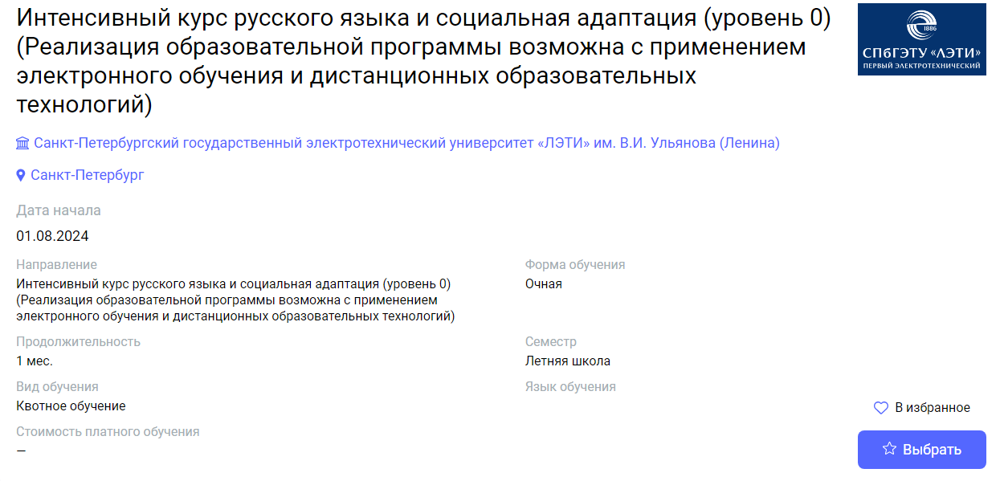 Интенсивный курс русского языка и социальная адаптация (уровень 0)
(Реализация образовательной программы возможна с применением
электронного обучения и дистанционных образовательных
технологий)
1886
СПбГЭТУ «ЛЭТИ»
ПЕРВЫЙ ЭЛЕКТРОТЕХНИЧЕСКИЙ
Санкт-Петербургский государственный электротехнический университет «ЛЭТИ» им. В.И. Ульянова (Ленина)
Санкт-Петербург
Дата начала
01.08.2024
Направление
Интенсивный курс русского языка и социальная адаптация (уровень 0)
(Реализация образовательной программы возможна с применением
электронного обучения и дистанционных образовательных технологий)
Форма обучения
Очная
Продолжительность
1 мес.
Семестр
Летняя школа
Вид обучения
Квотное обучение
Язык обучения
Стоимость платного обучения
—
В избранное
Выбрать